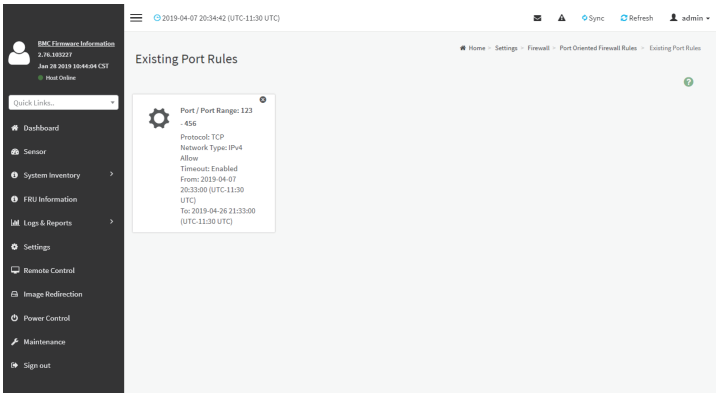 2019-04-07 20:34:42 (UTC-11:30 UTC)
Sync
Refresh
admin
BMC Firmware Information
2.76.103227
Jan 28 2019 10:44:04 CST
Host Online
Quick Links..
Dashboard
Sensor
System Inventory
FRU Information
Logs & Reports
Settings
Remote Control
Image Redirection
Power Control
Maintenance
Sign out
Existing Port Rules
Home > Settings > Firewall > Port Oriented Firewall Rules > Existing Port Rules
Port / Port Range: 123
- 456
Protocol: TCP
Network Type: IPv4
Allow
Timeout: Enabled
From: 2019-04-07
20:33:00 (UTC-11:30
UTC)
To: 2019-04-26 21:33:00
(UTC-11:30 UTC)